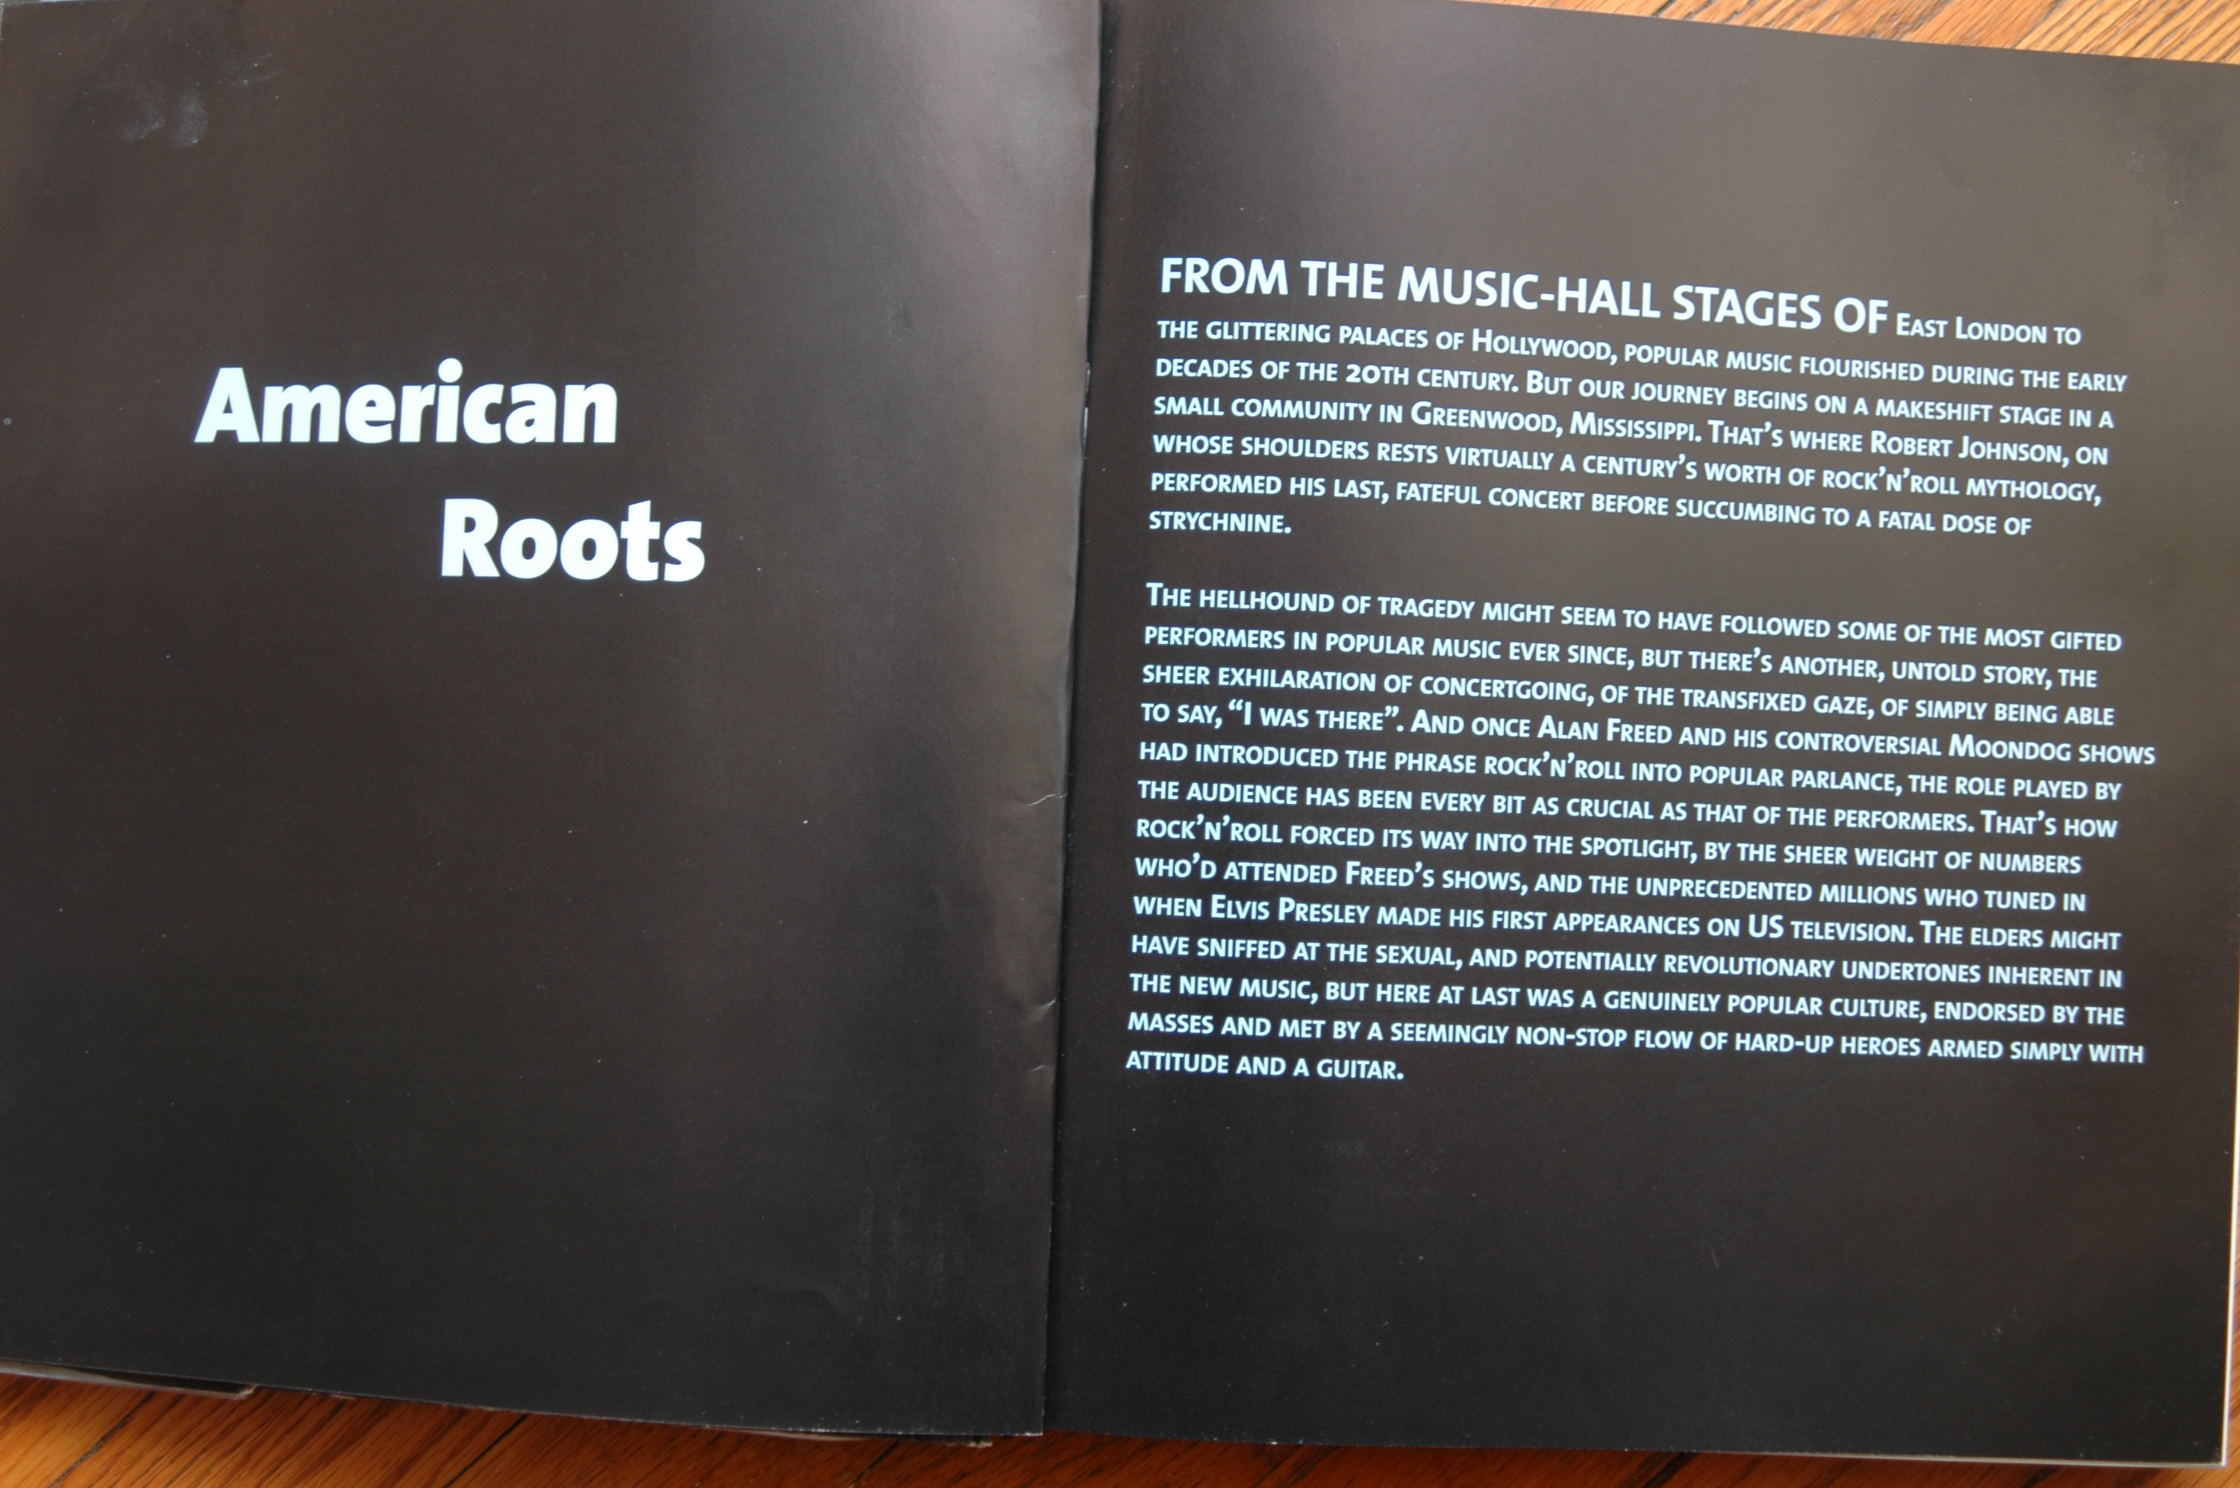 American
Roots
FROM THE MUSIC-HALL STAGES OF EAST LONDON TO
THE GLITTERING PALACES OF HOLLYWOOD, POPULAR MUSIC FLOURISHED DURING THE EARLY
DECADES OF THE 20TH CENTURY. BUT OUR JOURNEY BEGINS ON A MAKESHIFT STAGE IN A
SMALL COMMUNITY IN GREENWOOD, MISSISSIPPI. THAT'S WHERE ROBERT JOHNSON, ON
WHOSE SHOULDERS RESTS VIRTUALLY A CENTURY'S WORTH OF ROCK'N'ROLL MYTHOLOGY,
PERFORMED HIS LAST, FATEFUL CONCERT BEFORE SUCCUMBING TO A FATAL DOSE OF
STRYCHNINE.
THE HELLHOUND OF TRAGEDY MIGHT SEEM TO HAVE FOLLOWED SOME OF THE MOST GIFTED
PERFORMERS IN POPULAR MUSIC EVER SINCE, BUT THERE'S ANOTHER, UNTOLD STORY, THE
SHEER EXHILARATION OF CONCERTGOING, OF THE TRANSFIXED GAZE, OF SIMPLY BEING ABLE
TO SAY, “I WAS THERE”. AND ONCE ALAN FREED AND HIS CONTROVERSIAL MOONDOG SHOWS
HAD INTRODUCED THE PHRASE ROCK'N'ROLL INTO POPULAR PARLANCE, THE ROLE PLAYED BY
THE AUDIENCE HAS BEEN EVERY BIT AS CRUCIAL AS THAT OF THE PERFORMERS. THAT'S HOW
ROCK'N'ROLL FORCED ITS WAY INTO THE SPOTLIGHT, BY THE SHEER WEIGHT OF NUMBERS
WHO'D ATTENDED FREED'S SHOWS, AND THE UNPRECEDENTED MILLIONS WHO TUNED IN
WHEN ELVIS PRESLEY MADE HIS FIRST APPEARANCES ON US TELEVISION. THE ELDERS MIGHT
HAVE SNIFFED AT THE SEXUAL, AND POTENTIALLY REVOLUTIONARY UNDERTONES INHERENT IN
THE NEW MUSIC, BUT HERE AT LAST WAS A GENUINELY POPULAR CULTURE, ENDORSED BY THE
MASSES AND MET BY A SEEMINGLY NON-STOP FLOW OF HARD-UP HEROES ARMED SIMPLY WITH
ATTITUDE AND A GUITAR.